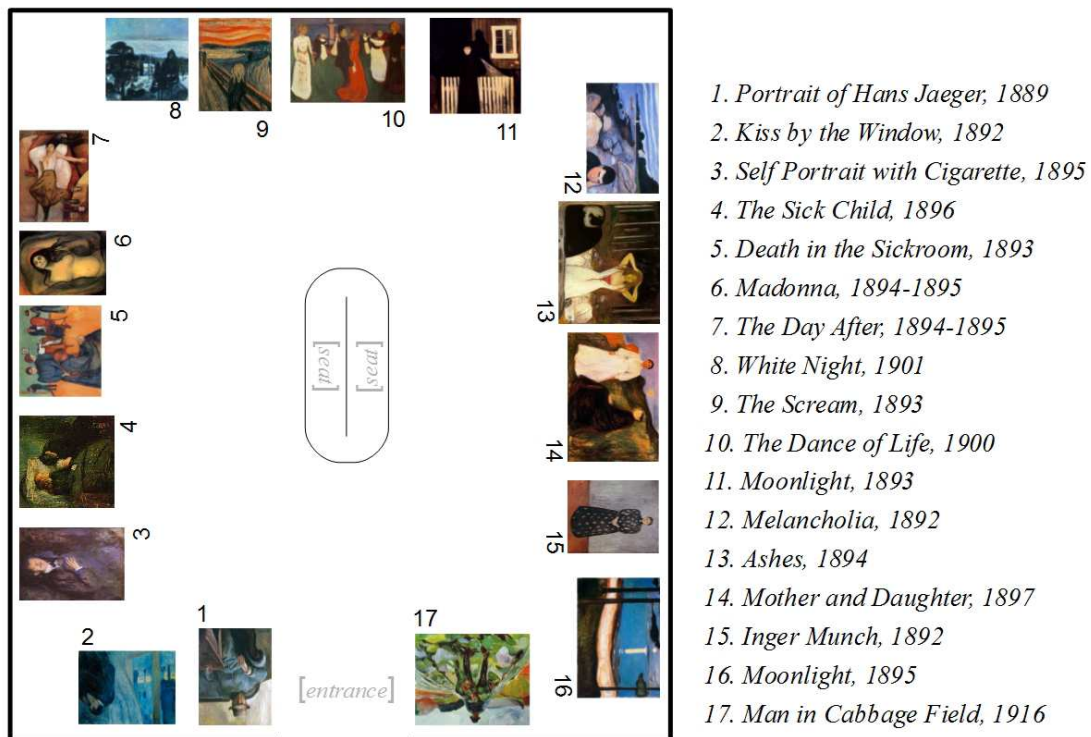 8
9
10
11
7
12
6
5
13
[seat]
[seat]
4
14
3
15
1
17
2
[entrance]
16
1. Portrait of Hans Jaeger, 1889
2. Kiss by the Window, 1892
3. Self Portrait with Cigarette, 1895
4. The Sick Child, 1896
5. Death in the Sickroom, 1893
6. Madonna, 1894-1895
7. The Day After, 1894-1895
8. White Night, 1901
9. The Scream, 1893
10. The Dance of Life, 1900
11. Moonlight, 1893
12. Melancholia, 1892
13. Ashes, 1894
14. Mother and Daughter, 1897
15. Inger Munch, 1892
16. Moonlight, 1895
17. Man in Cabbage Field, 1916